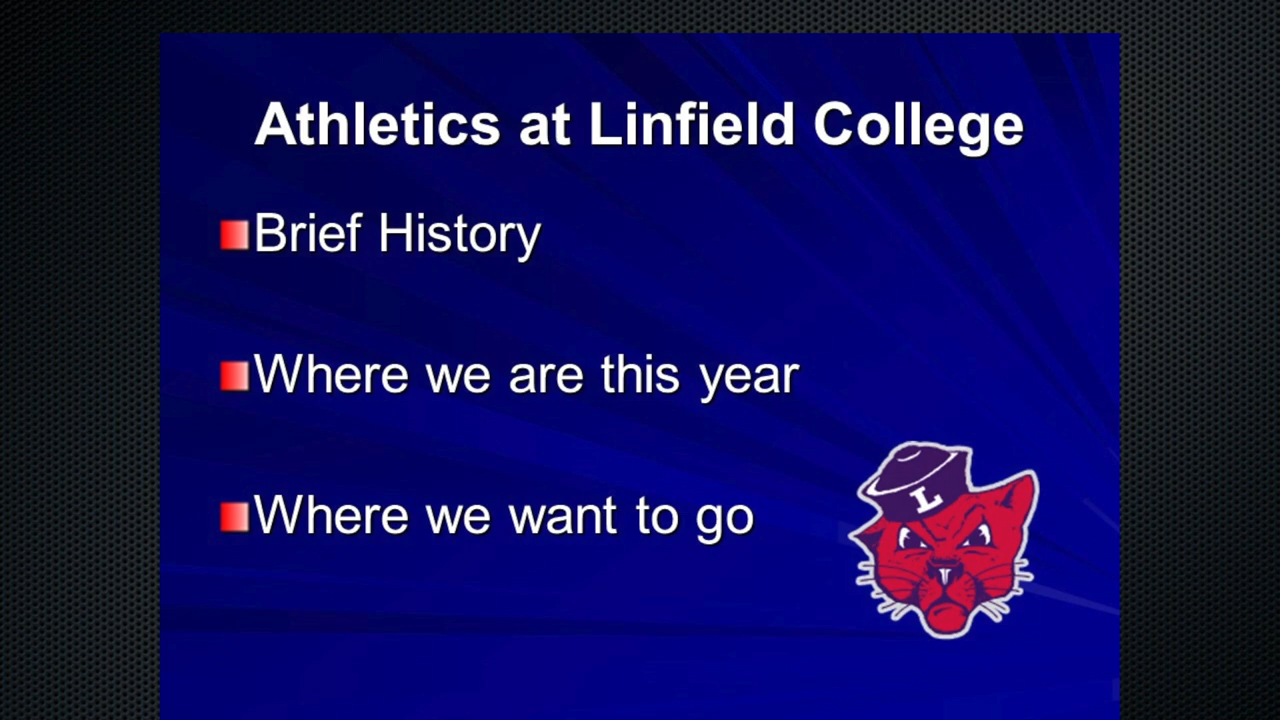 Athletics at Linfield College
Brief History
Where we are this year
Where we want to go
L